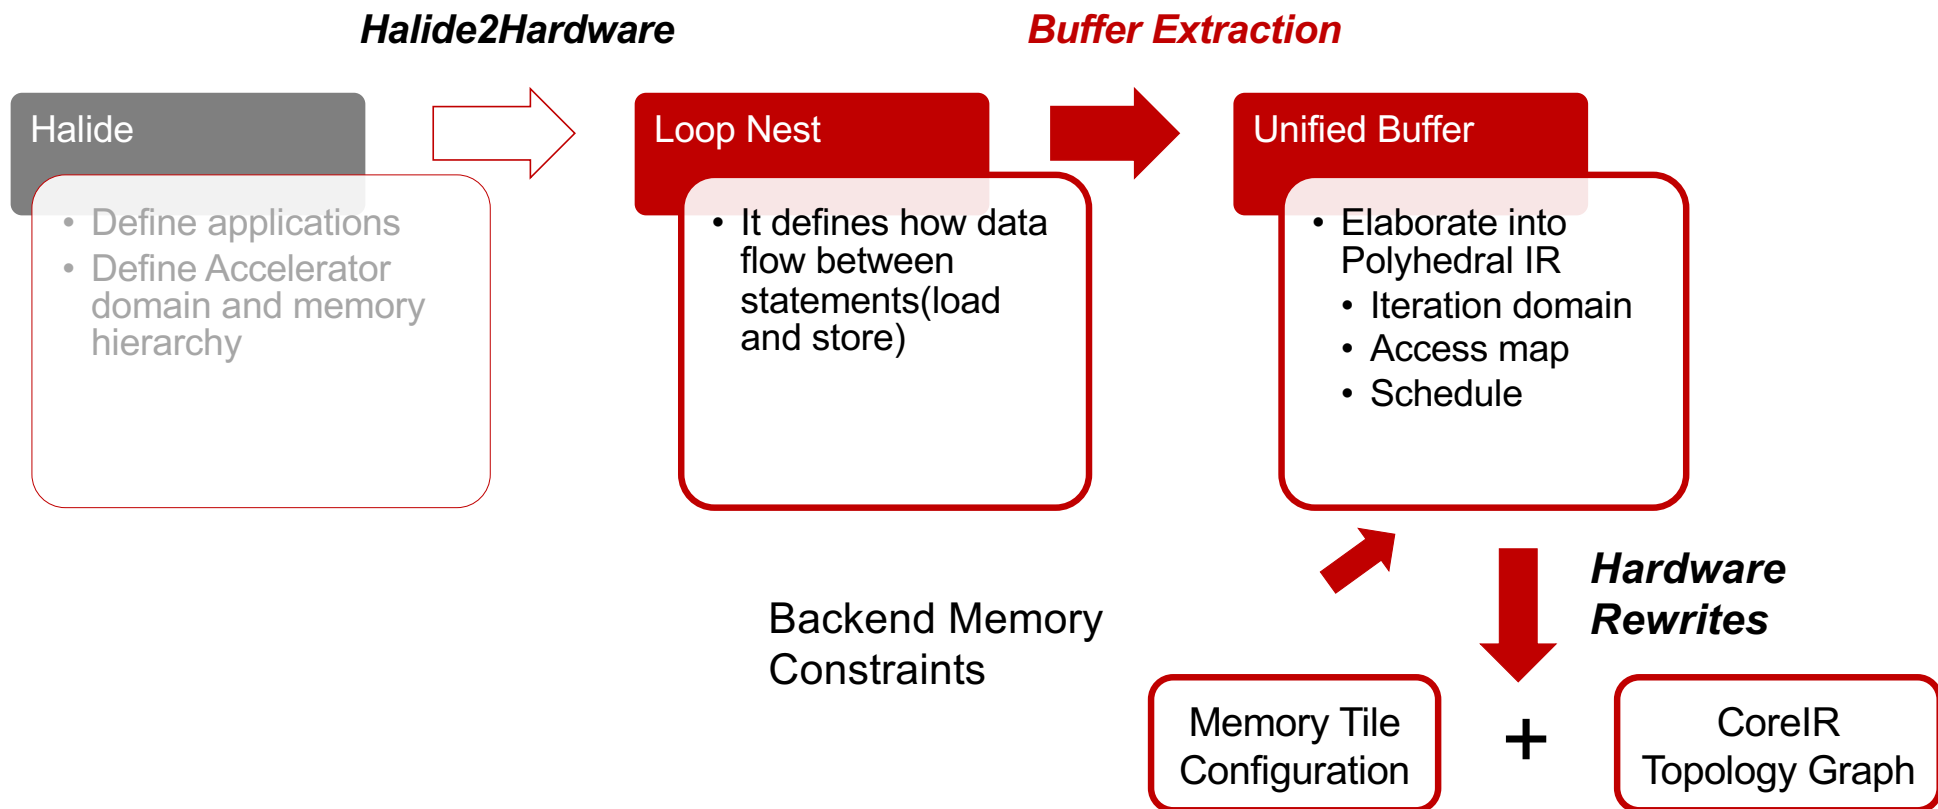 Halide2Hardware
Buffer Extraction
Halide
• Define applications
• Define Accelerator
domain and memory
hierarchy
Loop Nest
• It defines how data
flow between
statements(load
and store)
Unified Buffer
• Elaborate into
Polyhedral IR
• Iteration domain
• Access map
• Schedule
Backend Memory
Constraints
Hardware
Rewrites
Memory Tile
Configuration
+
CoreIR
Topology Graph